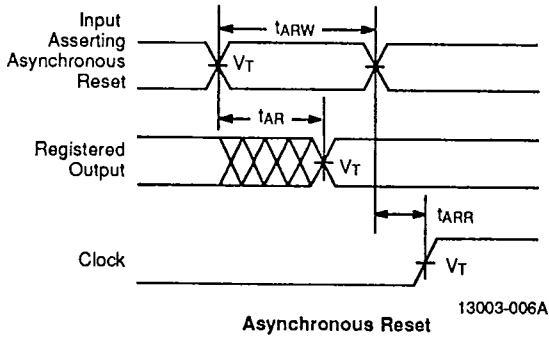 Input
Asserting
Asynchronous
Reset
tARW
VT
tAR
Registered
Output
VT
tARR
Clock
VT
13003-006A
Asynchronous Reset